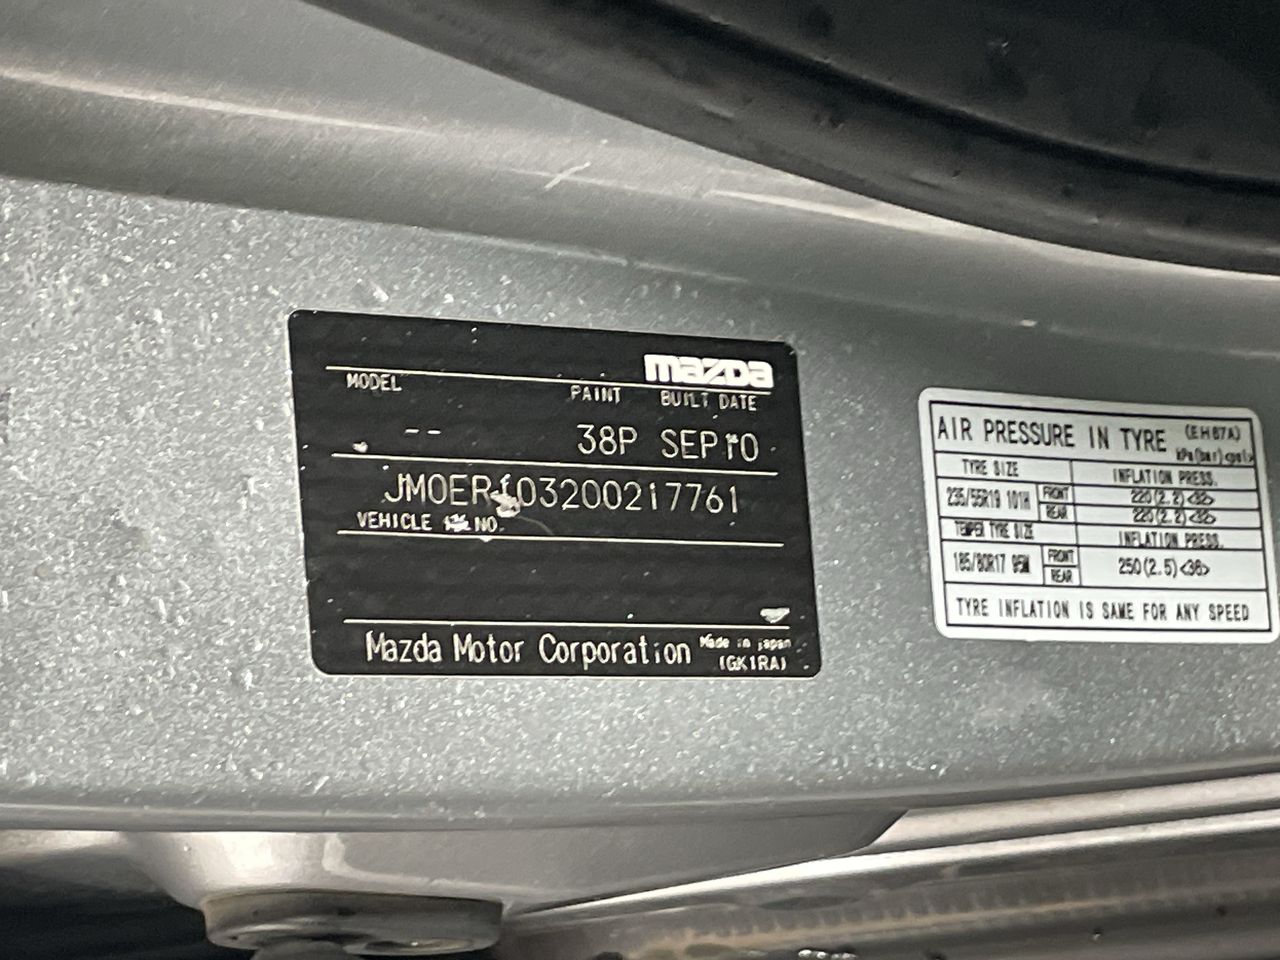 mazda
MODEL PAINT BUILT DATE
-- 38P SEP'10
JM0ER103200217761
VEHICLE NO.
Mazda Motor Corporation Made in japan
(GK1RA)
AIR PRESSURE IN TYRE (EH67A)
kPa(bar)<psi>
TYRE SIZE INFLATION PRESS.
235/55R19 101H FRONT 220(2.2)<32>
REAR 220(2.2)<32>
TEMPER TYRE SIZE INFLATION PRESS.
185/80R17 95M FRONT 250(2.5)<36>
REAR
TYRE INFLATION IS SAME FOR ANY SPEED